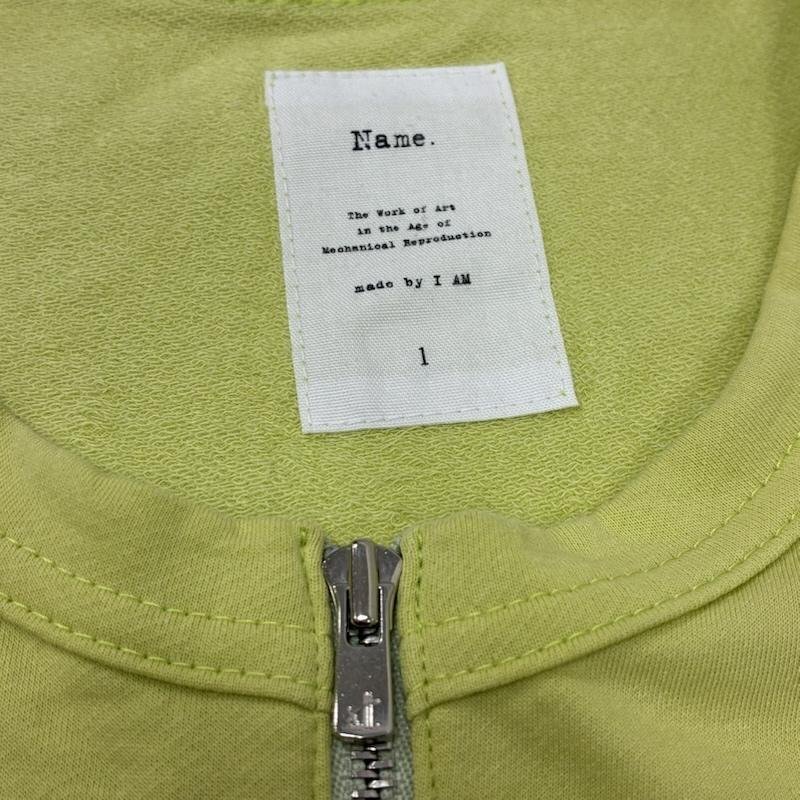 Name.
The Work of Art
in the Age of
Mechanical Reproduction
made by I AM
1